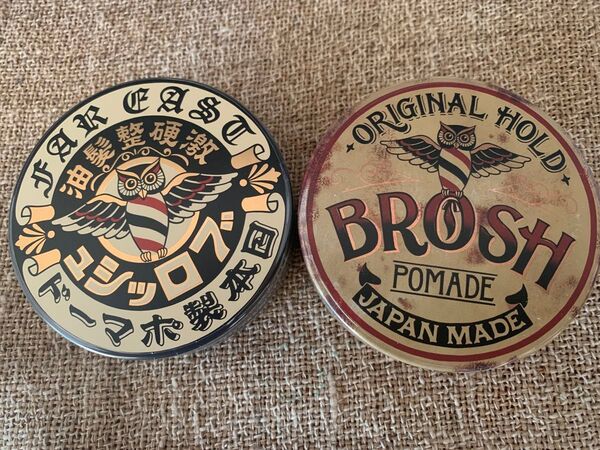 FAR EAST
激硬整髪油
ブロッシュ
日本製ポマード
ORIGINAL HOLD
BROSH
POMADE
JAPAN MADE